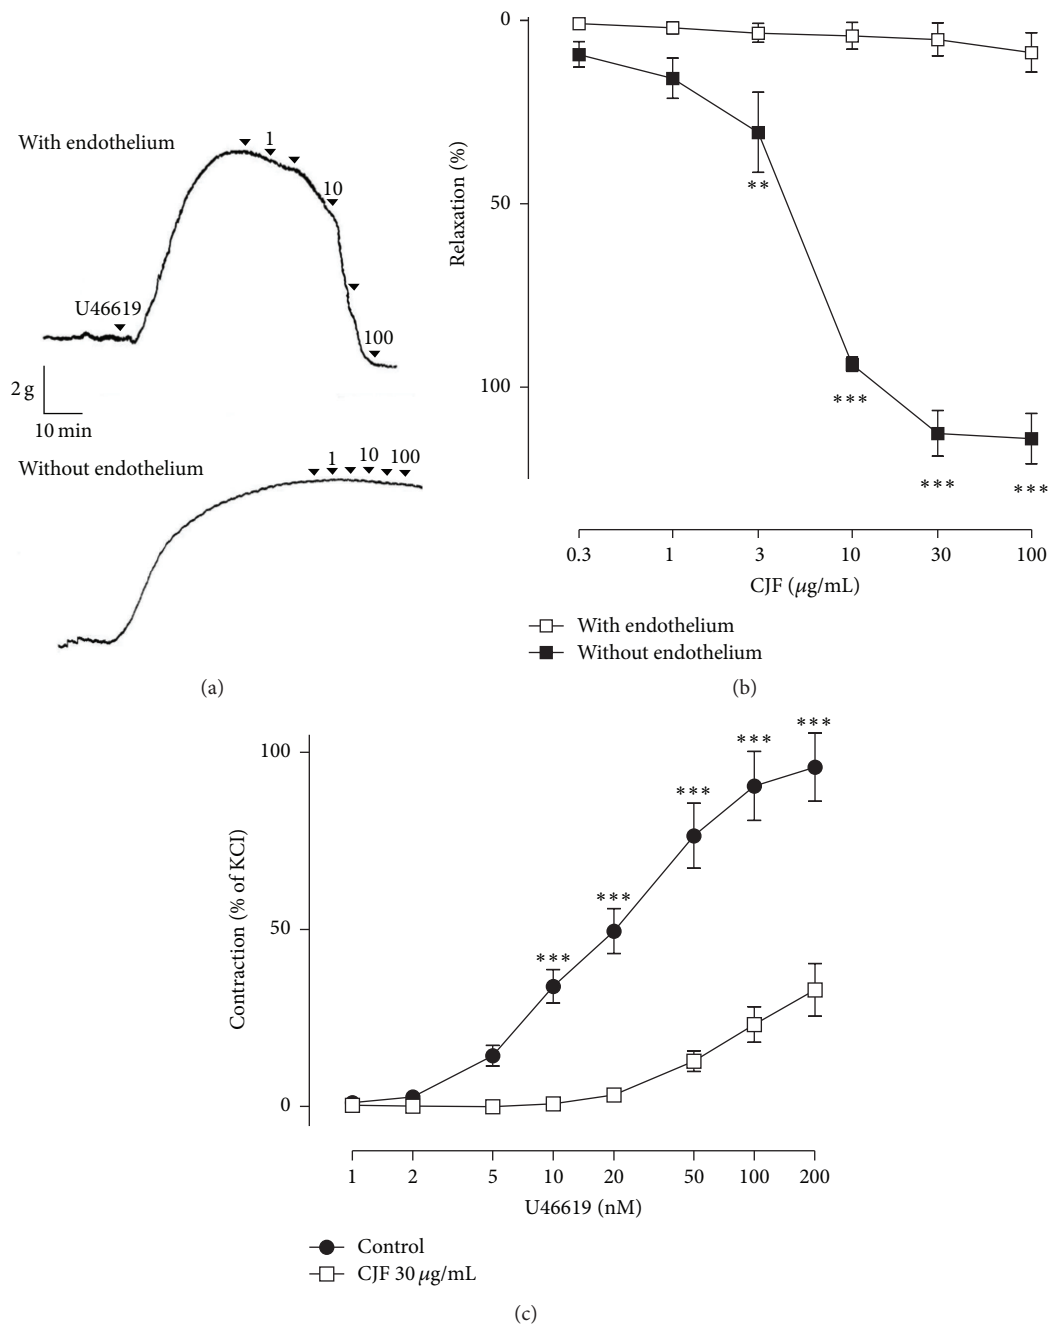 With endothelium
1
10
U46619
100
2 g
10 min
Without endothelium
1 10 100
(a)
0
50
100
Relaxation (%)
**
***
***
***
0.3 1 3 10 30 100
CJF (μg/mL)
With endothelium
Without endothelium
(b)
100
50
0
Contraction (% of KCI)
***
***
***
***
***
1 2 5 10 20 50 100 200
U46619 (nM)
Control
CJF 30 μg/mL
(c)